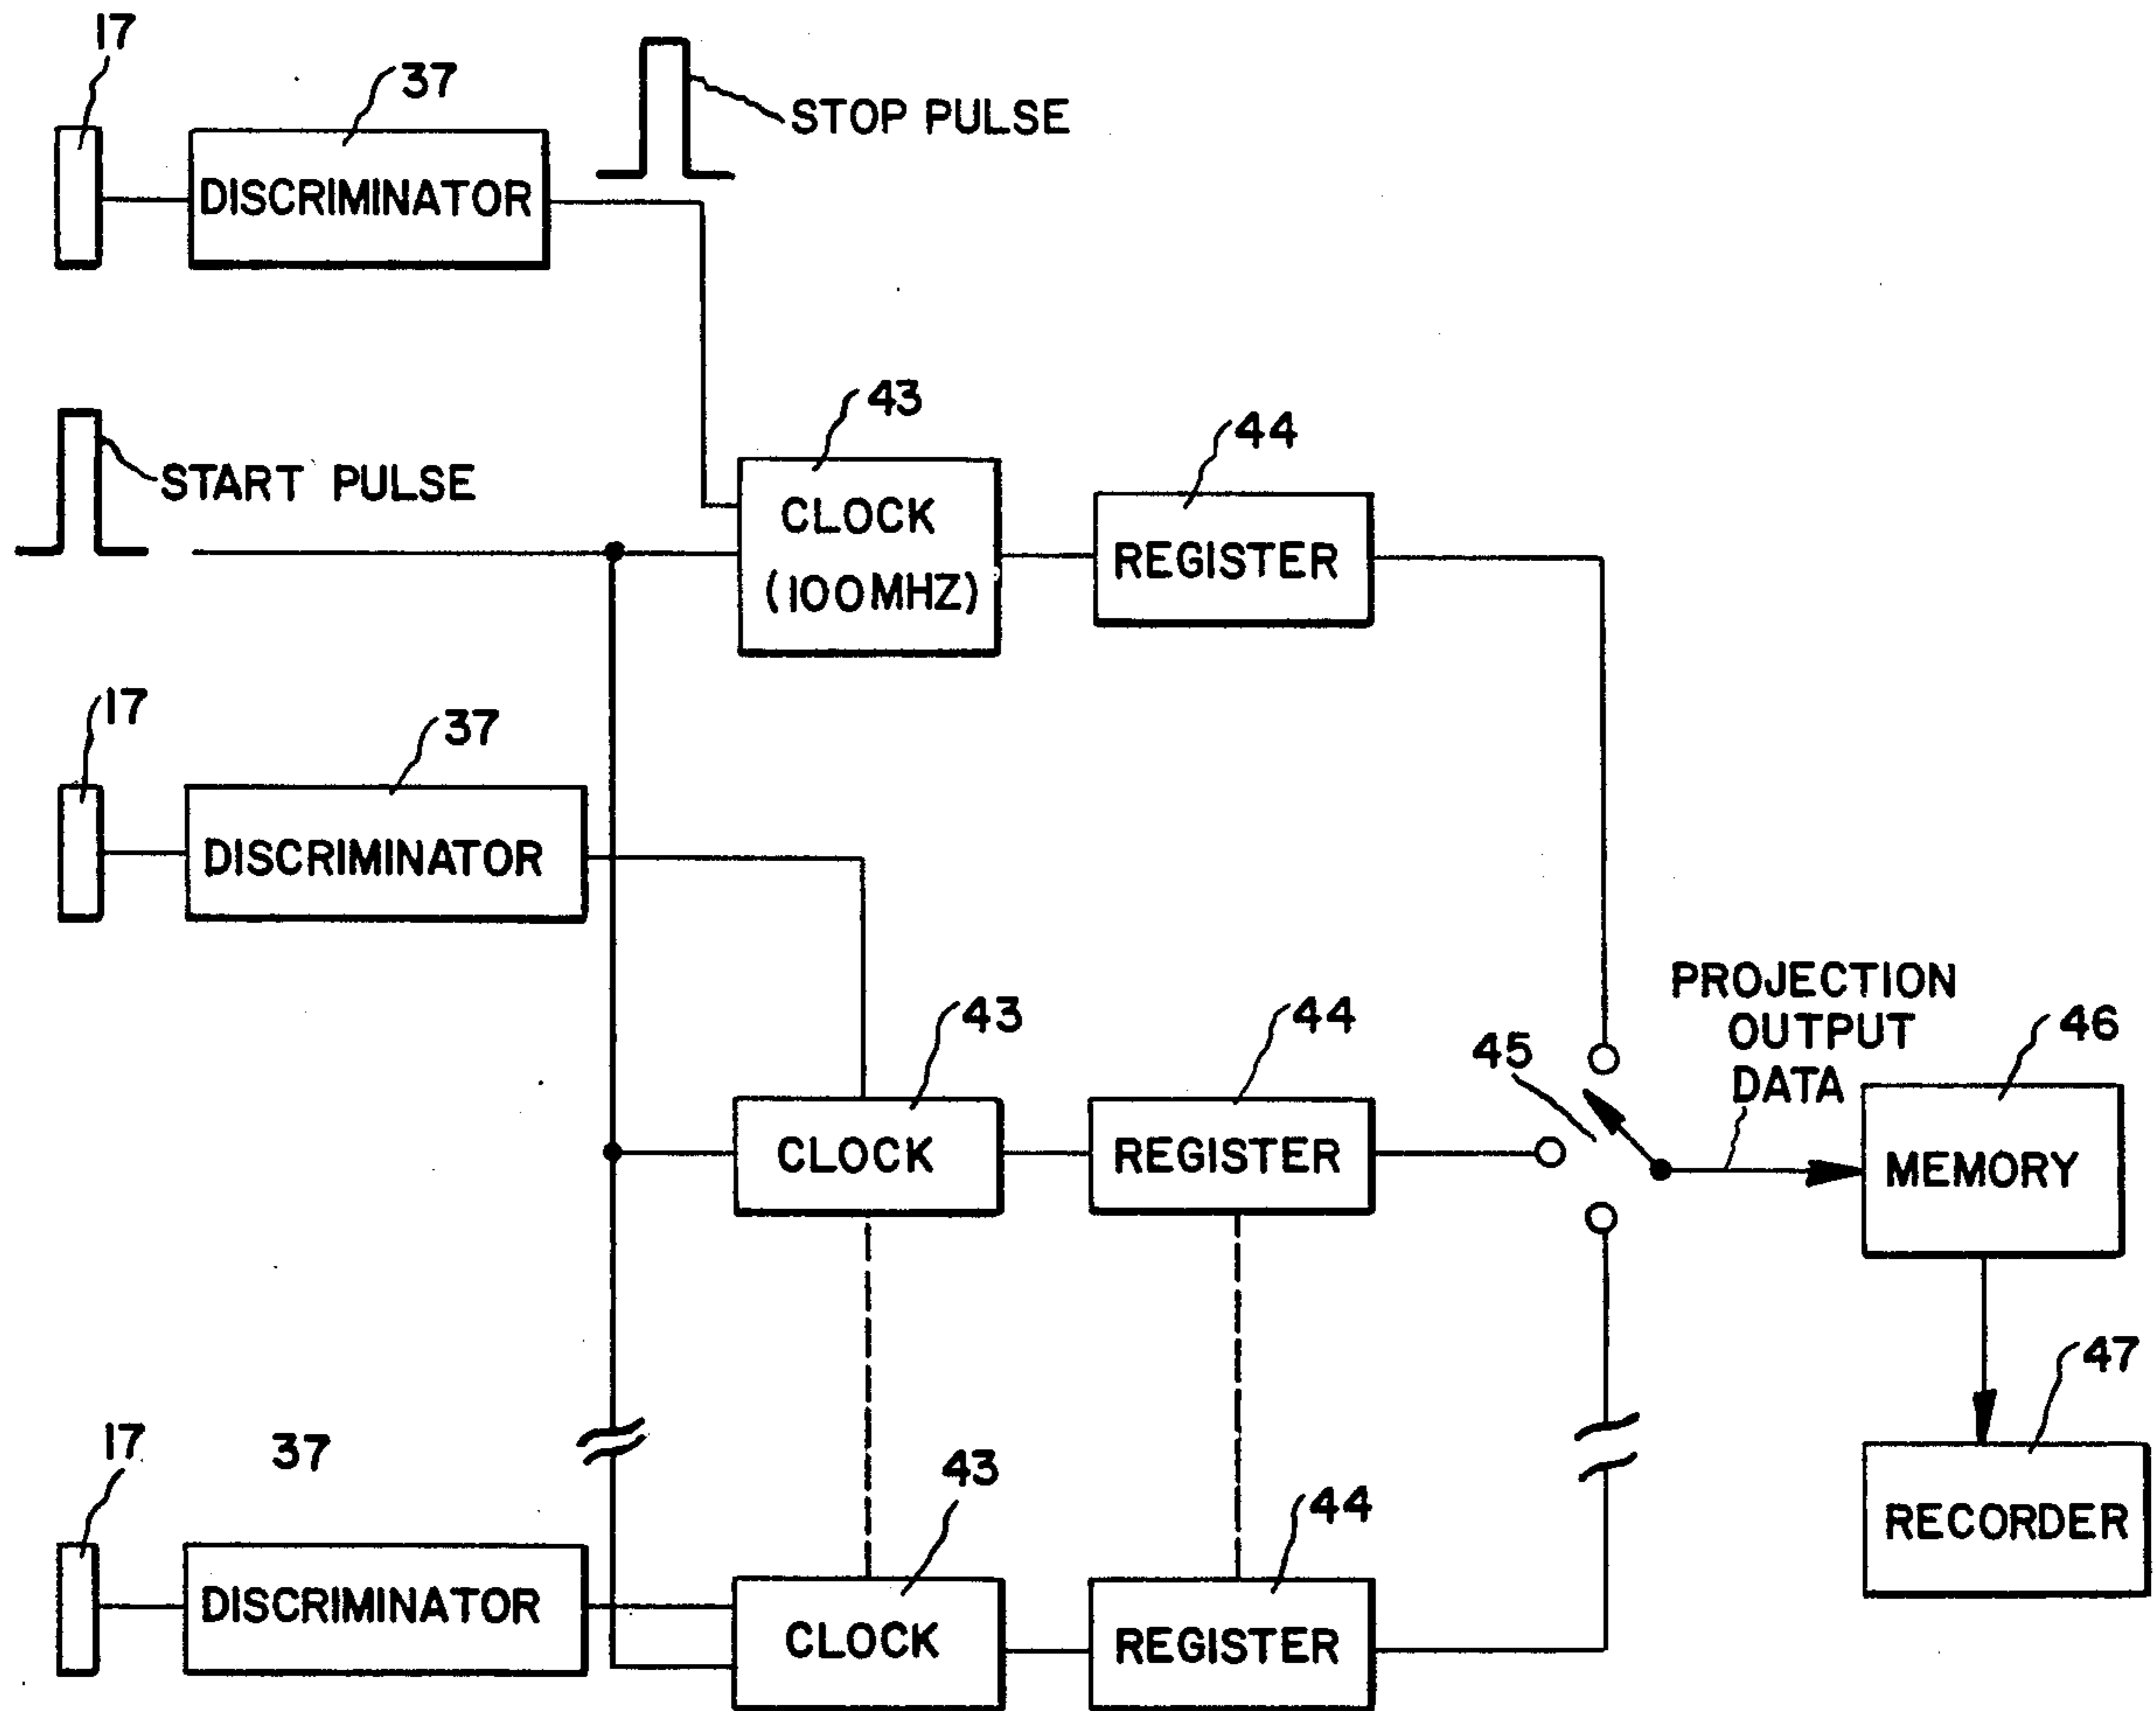 17
37
STOP PULSE
DISCRIMINATOR
START PULSE
43
44
CLOCK
(100MHZ)
REGISTER
17
37
DISCRIMINATOR
43
44
45
PROJECTION
OUTPUT
DATA
46
CLOCK
REGISTER
MEMORY
47
RECORDER
17
37
43
44
DISCRIMINATOR
CLOCK
REGISTER